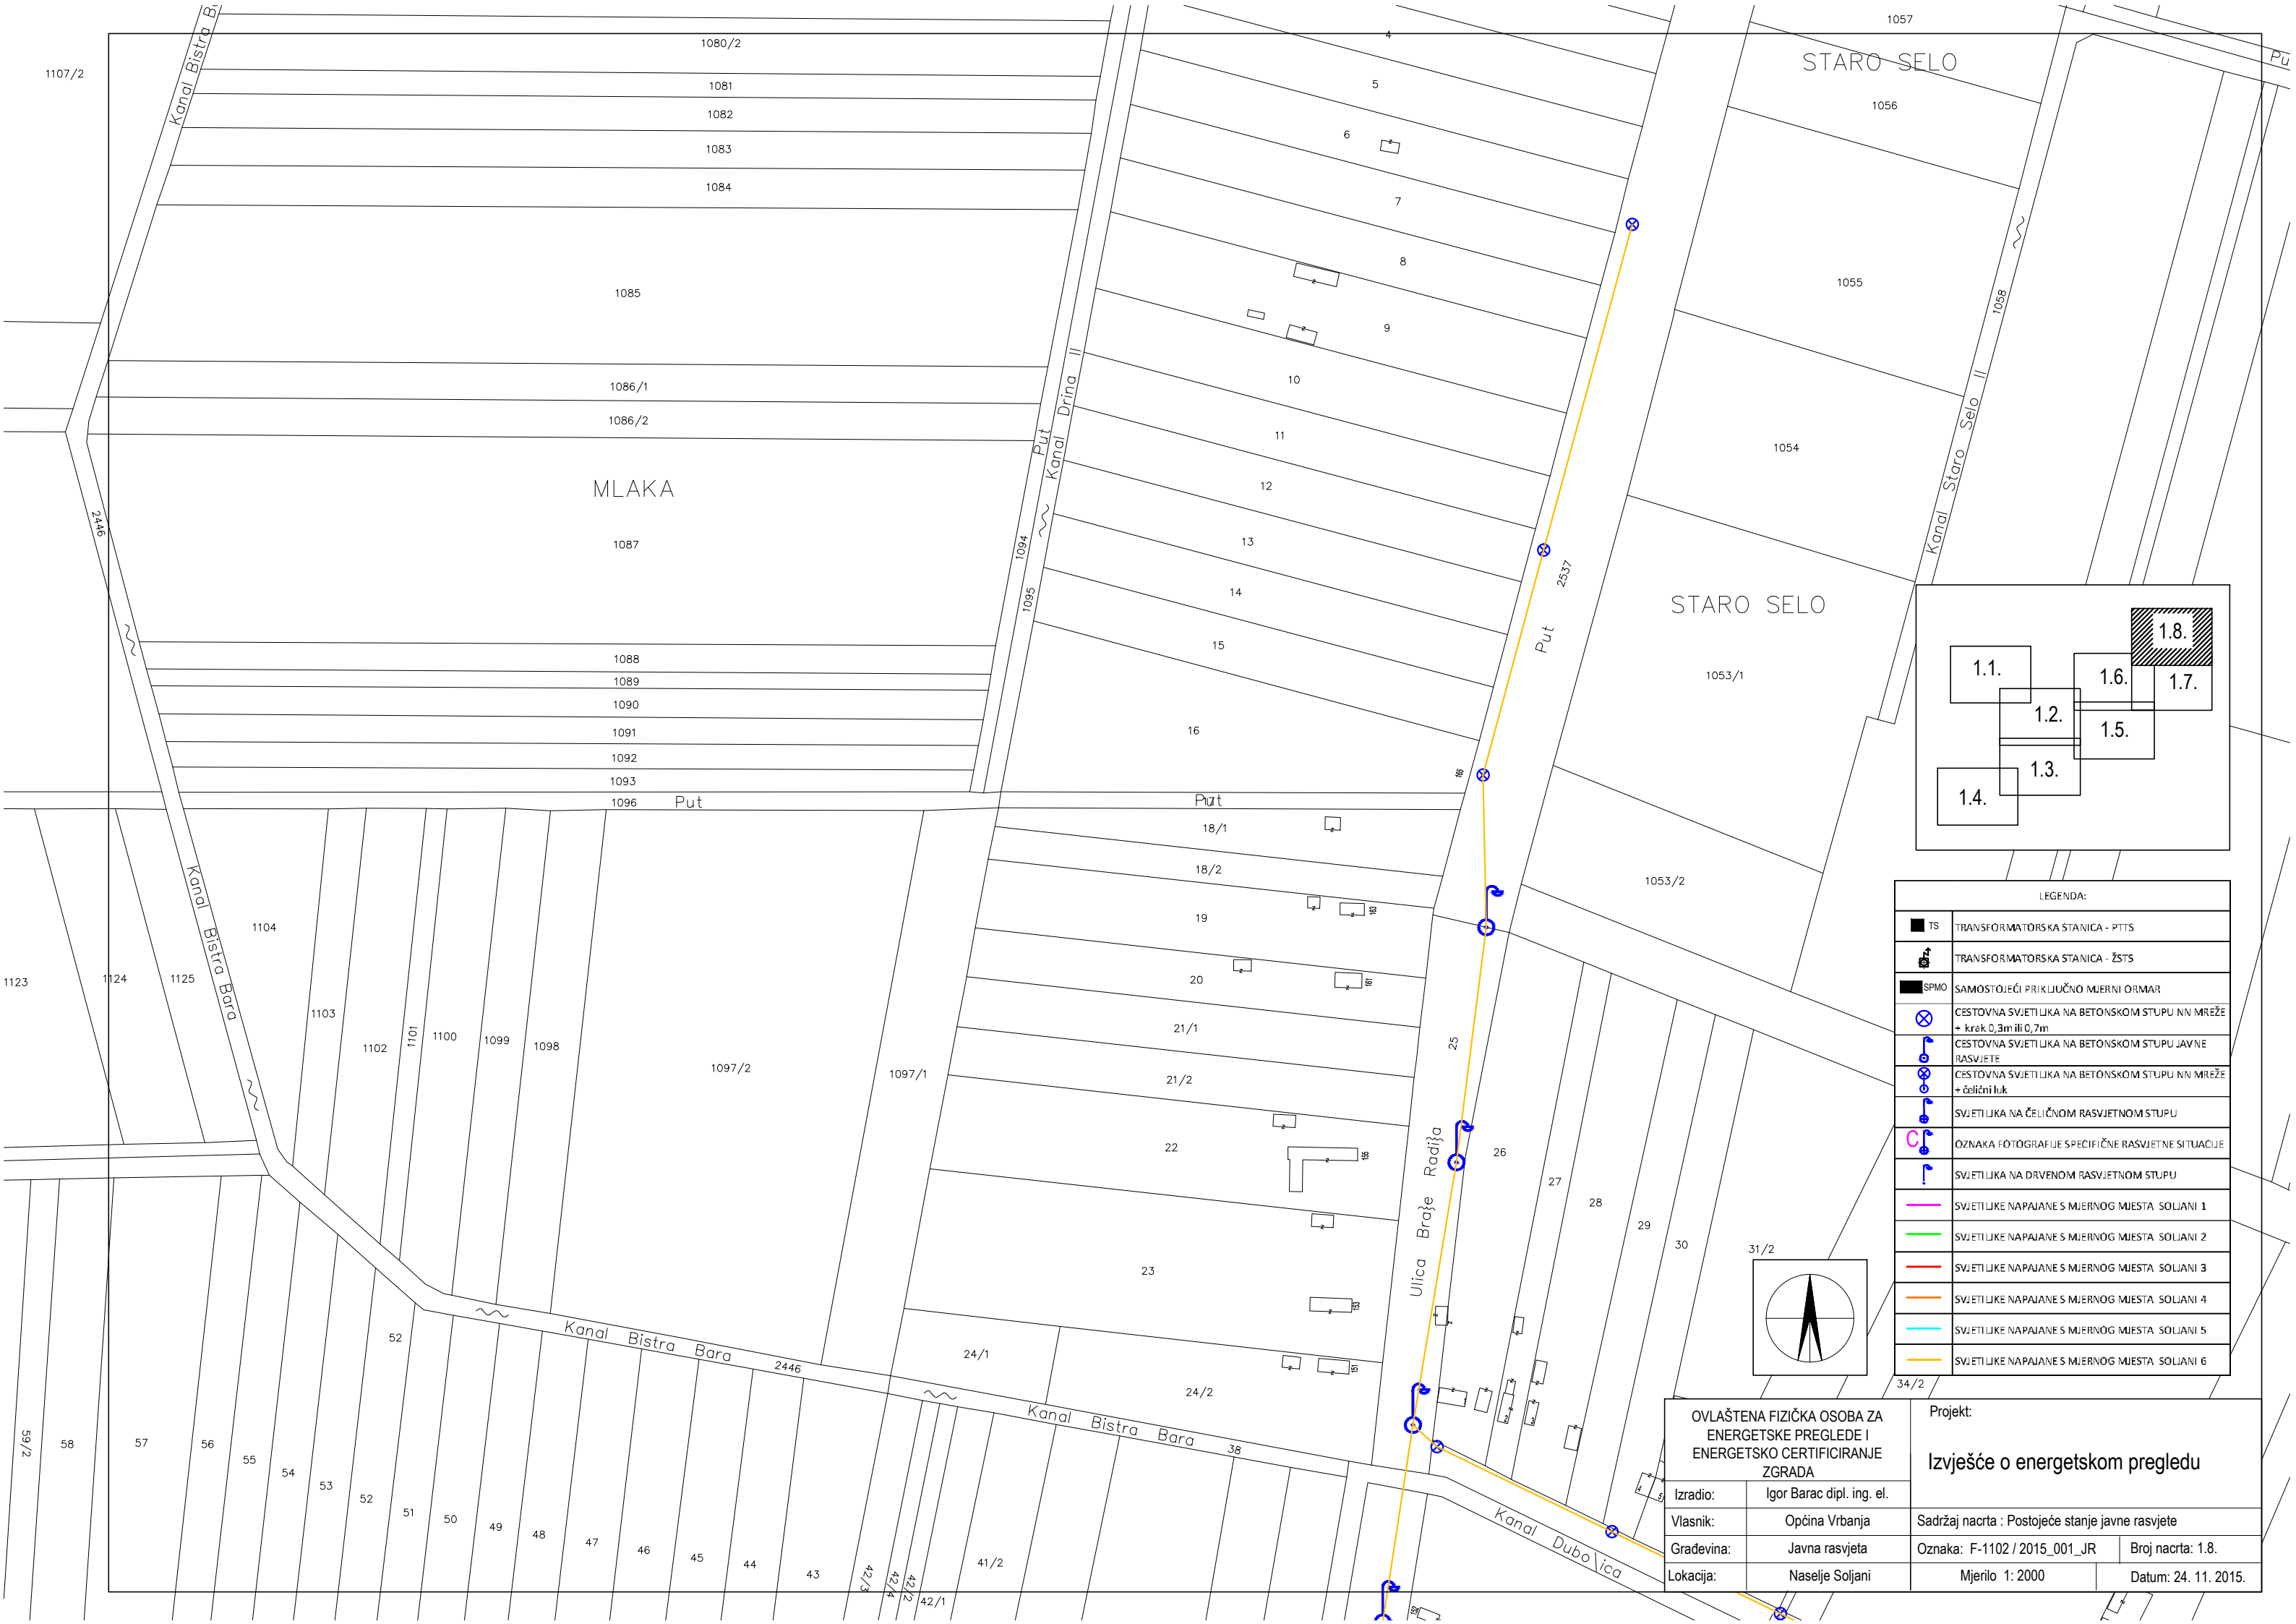 Kanal Bistra B
1107/2
1080/2
1081
1082
1083
1084
1085
1086/1
1086/2
MLAKA
1087
2446
1088
1089
1090
1091
1092
1093
1096
Put
Put
Put
Kanal Drina II
1094
1095
4
5
6
7
8
9
10
11
12
13
14
15
16
165
1057
STARO SELO
1056
1055
1058
1054
Kanal Staro Selo II
2537
Put
STARO SELO
1053/1
1053/2
18/1
18/2
19
163
20
161
21/1
21/2
22
155
23
153
24/1
24/2
151
25
Ulica Braće Radića
26
27
28
29
30
31/2
34/2
1123
1124
1125
1104
Kanal Bistra Bara
1103
1102
1101
1100
1099
1098
1097/2
1097/1
52
Kanal Bistra Bara
2446
Kanal Bistra Bara
38
Kanal Dubo\ica
59/2
58
57
56
55
54
53
52
51
50
49
48
47
46
45
44
43
42/3
42/4
42/2
42/1
41/2
152
1.1.
1.2.
1.3.
1.4.
1.5.
1.6.
1.7.
1.8.
LEGENDA:
TS TRANSFORMATORSKA STANICA - PTTS
TRANSFORMATORSKA STANICA - ŽSTS
SPMO SAMOSTOJEĆI PRIKLJUČNO MJERNI ORMAR
CESTOVNA SVJETILJKA NA BETONSKOM STUPU NN MREŽE
+ krak 0,3m ili 0,7m
CESTOVNA SVJETILJKA NA BETONSKOM STUPU JAVNE
RASVJETE
CESTOVNA SVJETILJKA NA BETONSKOM STUPU NN MREŽE
+ čelični luk
SVJETILJKA NA ČELIČNOM RASVJETNOM STUPU
C OZNAKA FOTOGRAFIJE SPECIFIČNE RASVJETNE SITUACIJE
SVJETILJKA NA DRVENOM RASVJETNOM STUPU
SVJETILJKE NAPAJANE S MJERNOG MJESTA SOLJANI 1
SVJETILJKE NAPAJANE S MJERNOG MJESTA SOLJANI 2
SVJETILJKE NAPAJANE S MJERNOG MJESTA SOLJANI 3
SVJETILJKE NAPAJANE S MJERNOG MJESTA SOLJANI 4
SVJETILJKE NAPAJANE S MJERNOG MJESTA SOLJANI 5
SVJETILJKE NAPAJANE S MJERNOG MJESTA SOLJANI 6
OVLAŠTENA FIZIČKA OSOBA ZA
ENERGETSKE PREGLEDE I
ENERGETSKO CERTIFICIRANJE
ZGRADA
Projekt:
Izvješće o energetskom pregledu
Izradio: Igor Barac dipl. ing. el.
Vlasnik: Općina Vrbanja
Sadržaj nacrta : Postojeće stanje javne rasvjete
Građevina: Javna rasvjeta
Oznaka: F-1102 / 2015_001_JR
Broj nacrta: 1.8.
Lokacija: Naselje Soljani
Mjerilo 1: 2000
Datum: 24. 11. 2015.